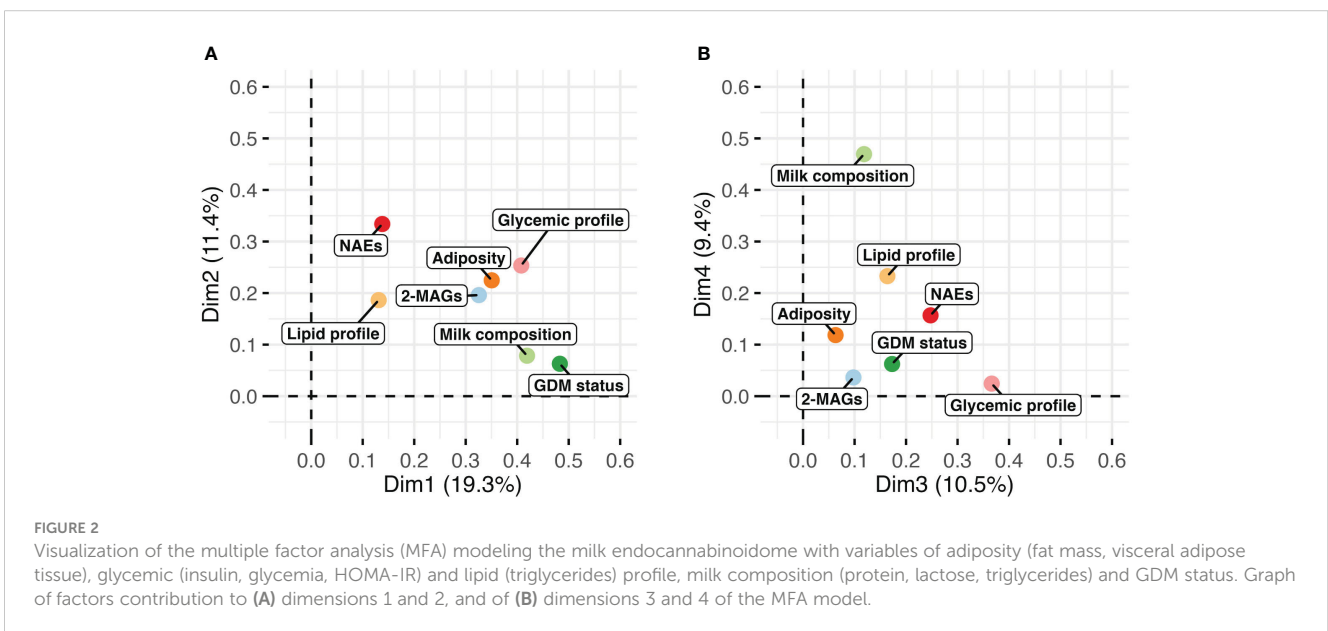 A
0.6
0.5
0.4
0.3
0.2
0.1
0.0
Dim2 (11.4%)
NAEs
Glycemic profile
Adiposity
2-MAGs
Lipid profile
Milk composition
GDM status
0.0 0.1 0.2 0.3 0.4 0.5 0.6
Dim1 (19.3%)
B
0.6
0.5
0.4
0.3
0.2
0.1
0.0
Dim4 (9.4%)
Milk composition
Lipid profile
NAEs
Adiposity
GDM status
2-MAGs
Glycemic profile
0.0 0.1 0.2 0.3 0.4 0.5 0.6
Dim3 (10.5%)
FIGURE 2
Visualization of the multiple factor analysis (MFA) modeling the milk endocannabinoidome with variables of adiposity (fat mass, visceral adipose
tissue), glycemic (insulin, glycemia, HOMA-IR) and lipid (triglycerides) profile, milk composition (protein, lactose, triglycerides) and GDM status. Graph
of factors contribution to (A) dimensions 1 and 2, and of (B) dimensions 3 and 4 of the MFA model.